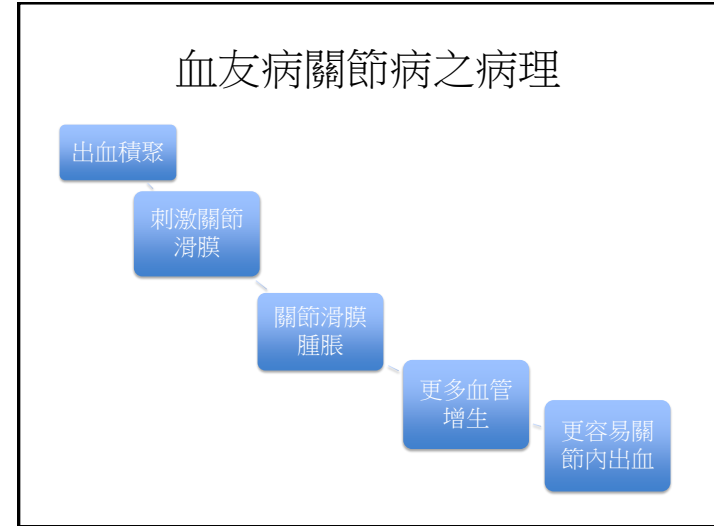 血友病關節病之病理
出血積聚
刺激關節
滑膜
關節滑膜
腫脹
更多血管
增生
更容易關
節內出血